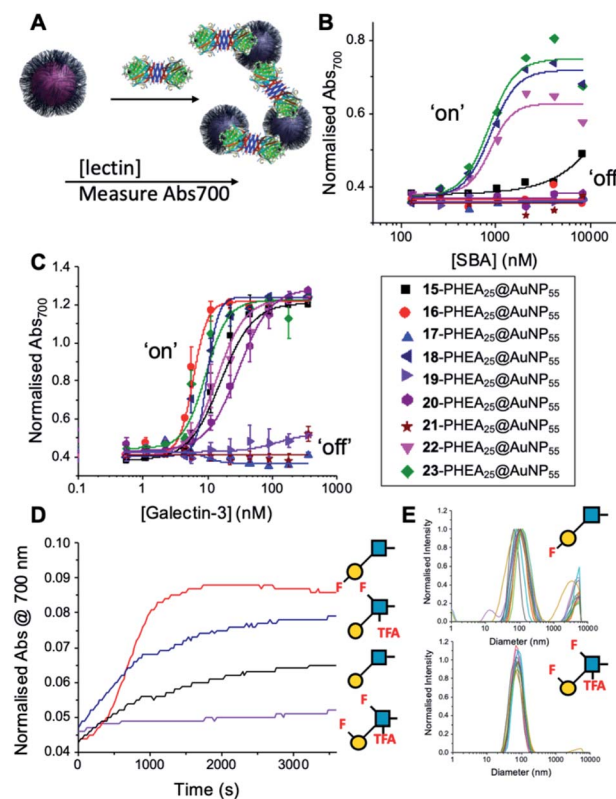 A
[lectin]
Measure Abs700
B
Normalised Abs700
0.8
0.6
0.4
'on'
'off'
100
1000
10000
[SBA] (nM)
C
Normalised Abs700
1.4
1.2
1.0
0.8
0.6
0.4
0.2
'on'
'off'
0.1
1
10
100
1000
[Galectin-3] (nM)
15-PHEA25@AuNP55
16-PHEA25@AuNP55
17-PHEA25@AuNP55
18-PHEA25@AuNP55
19-PHEA25@AuNP55
20-PHEA25@AuNP55
21-PHEA25@AuNP55
22-PHEA25@AuNP55
23-PHEA25@AuNP55
D
Normalised Abs @ 700 nm
0.10
0.09
0.08
0.07
0.06
0.05
0.04
0
1000
2000
3000
Time (s)
F
F
TFA
F
F
TFA
E
Normalised Intensity
1.2
1.0
0.8
0.6
0.4
0.2
0.0
1
10
100
1000
10000
Diameter (nm)
F
Normalised Intensity
1.2
1.0
0.8
0.6
0.4
0.2
0.0
1
10
100
1000
10000
Diameter (nm)
F
F
TFA